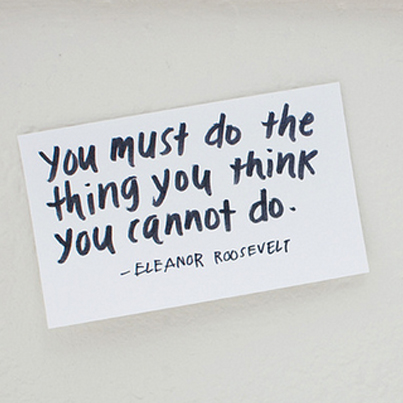 you must do the
thing you think
you cannot do.
-ELEANOR ROOSEVELT